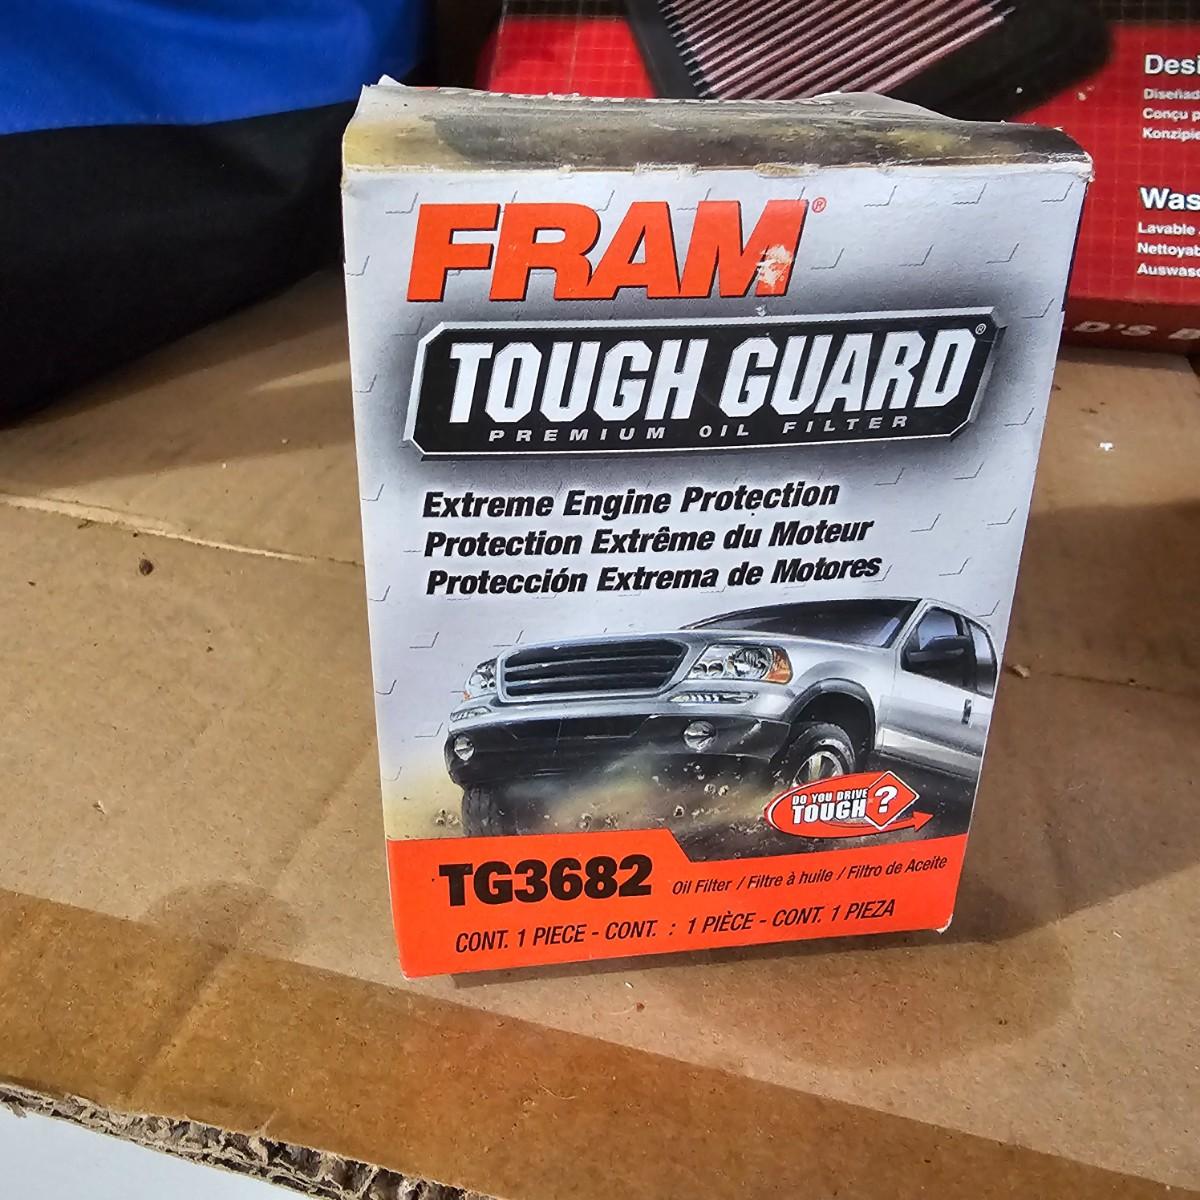 FRAM®
TOUGH GUARD®
PREMIUM OIL FILTER
Extreme Engine Protection
Protection Extrême du Moteur
Protección Extrema de Motores
DO YOU DRIVE
TOUGH ?
TG3682 Oil Filter / Filtre à huile / Filtro de Aceite
CONT. 1 PIECE - CONT. : 1 PIÈCE - CONT. 1 PIEZA
Desi
Diseñad
Conçu p
Konzipie
Was
Lavable
Nettoyab
Auswasc
D'S B